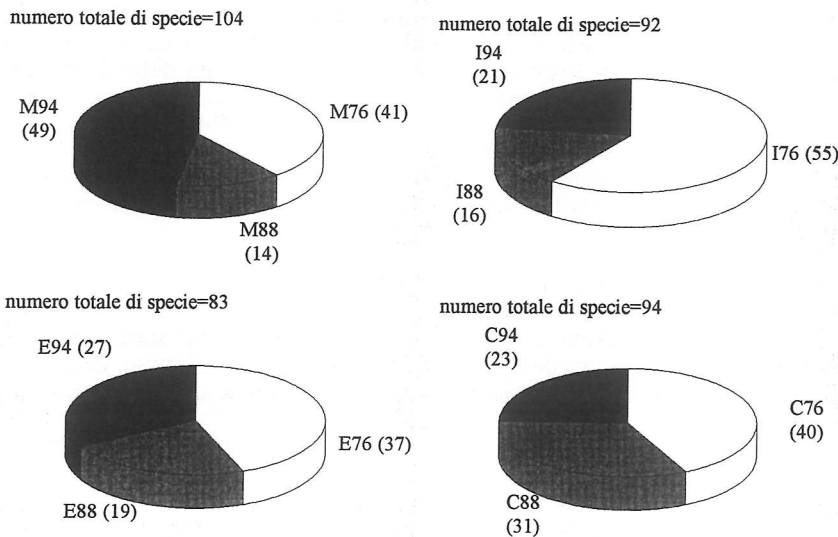 numero totale di specie=104
M94
(49)
M76 (41)
M88
(14)
numero totale di specie=92
I94
(21)
I76 (55)
I88
(16)
numero totale di specie=83
E94 (27)
E76 (37)
E88 (19)
numero totale di specie=94
C94
(23)
C76
(40)
C88
(31)